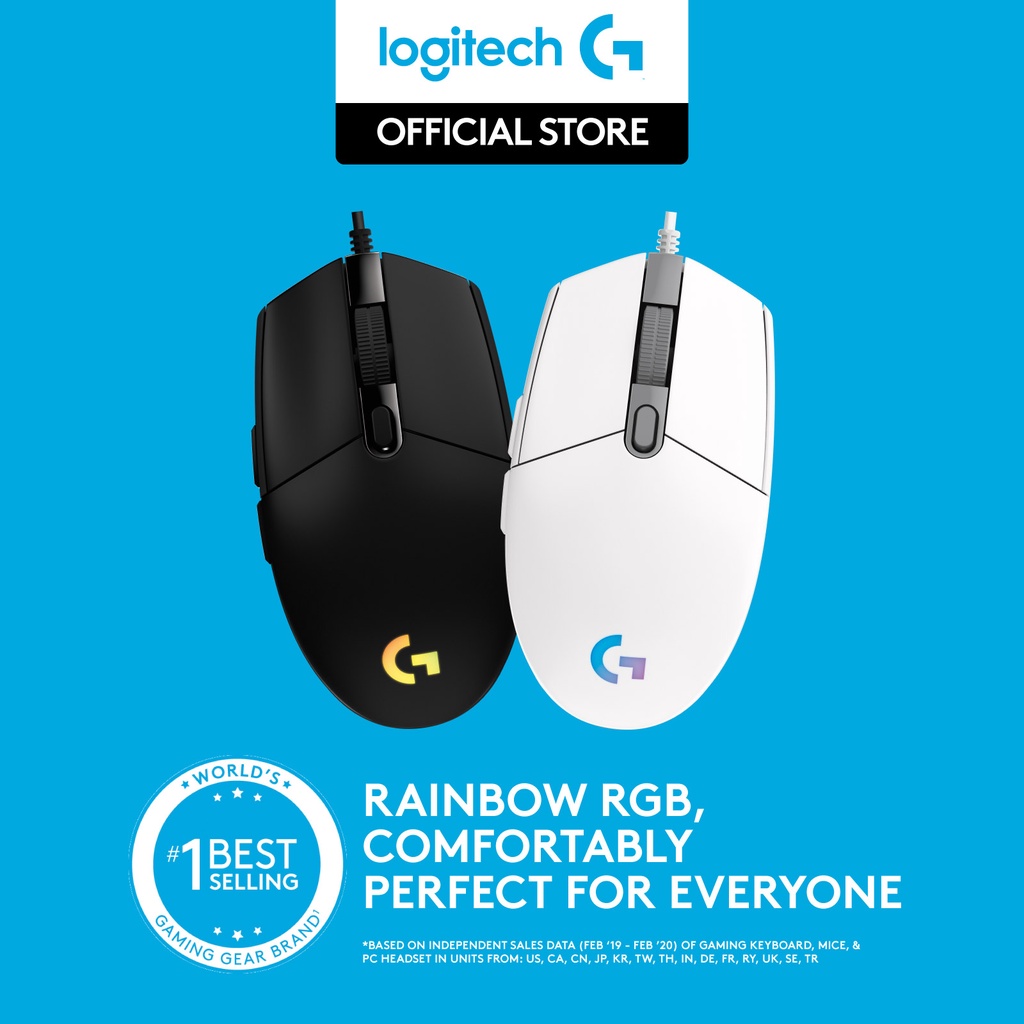 logitech G
OFFICIAL STORE
G
G
★ WORLD'S ★
#1 BEST
SELLING
GAMING GEAR BRAND¹
RAINBOW RGB,
COMFORTABLY
PERFECT FOR EVERYONE
*BASED ON INDEPENDENT SALES DATA (FEB '19 - FEB '20) OF GAMING KEYBOARD, MICE, &
PC HEADSET IN UNITS FROM: US, CA, CN, JP, KR, TW, TH, IN, DE, FR, RY, UK, SE, TR